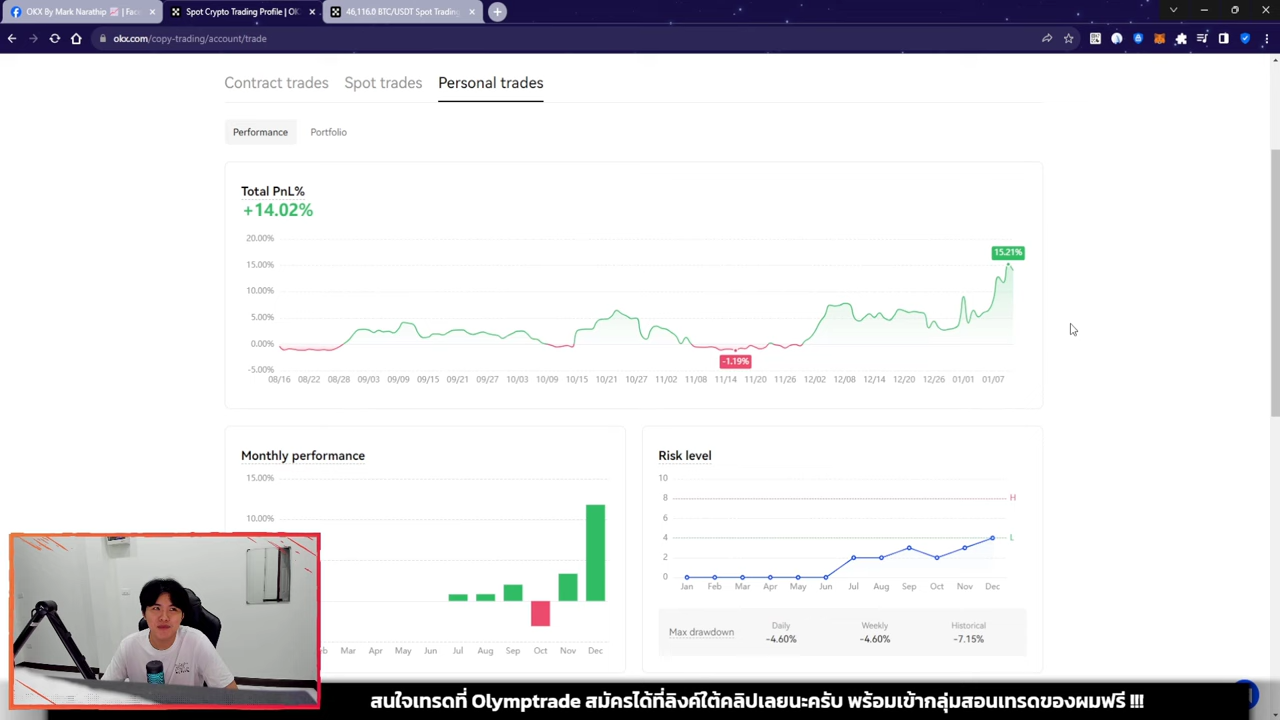 OKX By Mark Narathip 📈 | Fac
Spot Crypto Trading Profile | OK
46,116.0 BTC/USDT Spot Trading
okx.com/copy-trading/account/trade
Contract trades
Spot trades
Personal trades
Performance
Portfolio
Total PnL%
+14.02%
20.00%
15.21%
15.00%
10.00%
5.00%
0.00%
-1.19%
-5.00%
08/16 08/22 08/28 09/03 09/09 09/15 09/21 09/27 10/03 10/09 10/15 10/21 10/27 11/02 11/08 11/14 11/20 11/26 12/02 12/08 12/14 12/20 12/26 01/01 01/07
Monthly performance
15.00%
10.00%
Mar Apr May Jun Jul Aug Sep Oct Nov Dec
Risk level
10
8 H
6
4 L
2
0
Jan Feb Mar Apr May Jun Jul Aug Sep Oct Nov Dec
Max drawdown
Daily
-4.60%
Weekly
-4.60%
Historical
-7.15%
สนใจเทรดที่ Olymptrade สมัครได้ที่ลิงค์ใต้คลิปเลยนะครับ พร้อมเข้ากลุ่มสอนเทรดของผมฟรี !!!